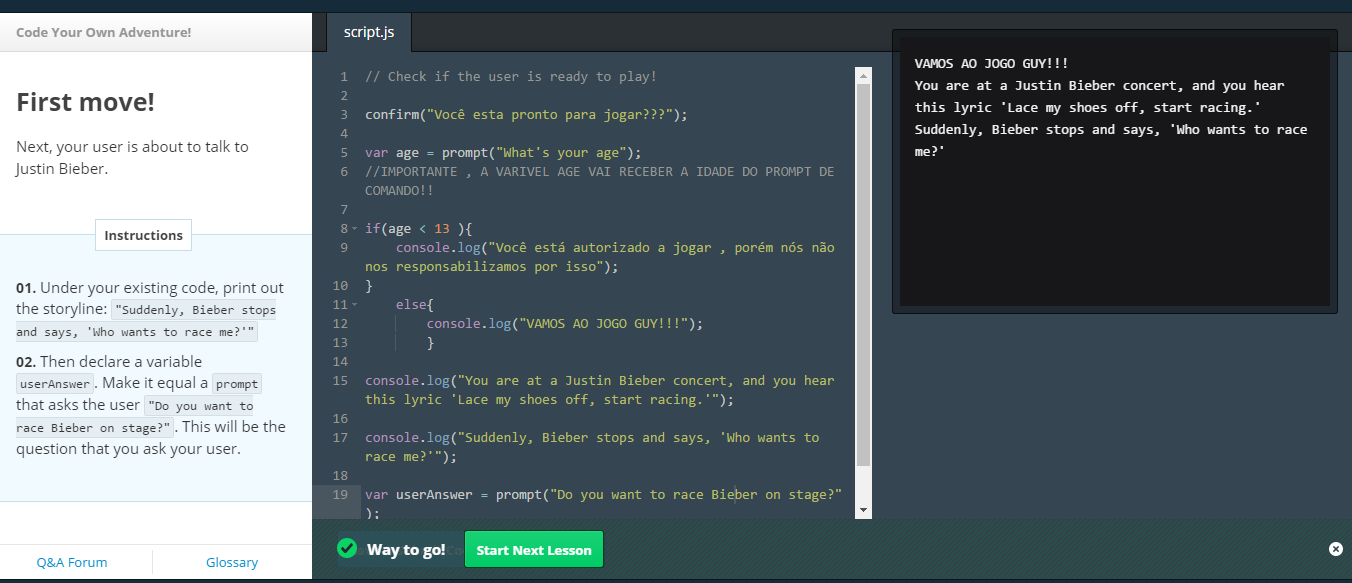 Code Your Own Adventure!
First move!
Next, your user is about to talk to
Justin Bieber.
Instructions
01. Under your existing code, print out
the storyline: "Suddenly, Bieber stops
and says, 'Who wants to race me?'"
02. Then declare a variable
userAnswer. Make it equal a prompt
that asks the user "Do you want to
race Bieber on stage?". This will be the
question that you ask your user.
Q&A Forum
Glossary
script.js
1 // Check if the user is ready to play!
2
3 confirm("Você esta pronto para jogar???");
4
5 var age = prompt("What's your age");
6 //IMPORTANTE , A VARIVEL AGE VAI RECEBER A IDADE DO PROMPT DE
COMANDO!!
7
8 if(age < 13 ){
9 console.log("Você está autorizado a jogar , porém nós não
nos responsabilizamos por isso");
10 }
11 else{
12 console.log("VAMOS AO JOGO GUY!!!");
13 }
14
15 console.log("You are at a Justin Bieber concert, and you hear
this lyric 'Lace my shoes off, start racing.'");
16
17 console.log("Suddenly, Bieber stops and says, 'Who wants to
race me?'");
18
19 var userAnswer = prompt("Do you want to race Bieber on stage?"
);
Way to go!
Start Next Lesson
VAMOS AO JOGO GUY!!!
You are at a Justin Bieber concert, and you hear
this lyric 'Lace my shoes off, start racing.'
Suddenly, Bieber stops and says, 'Who wants to race
me?'